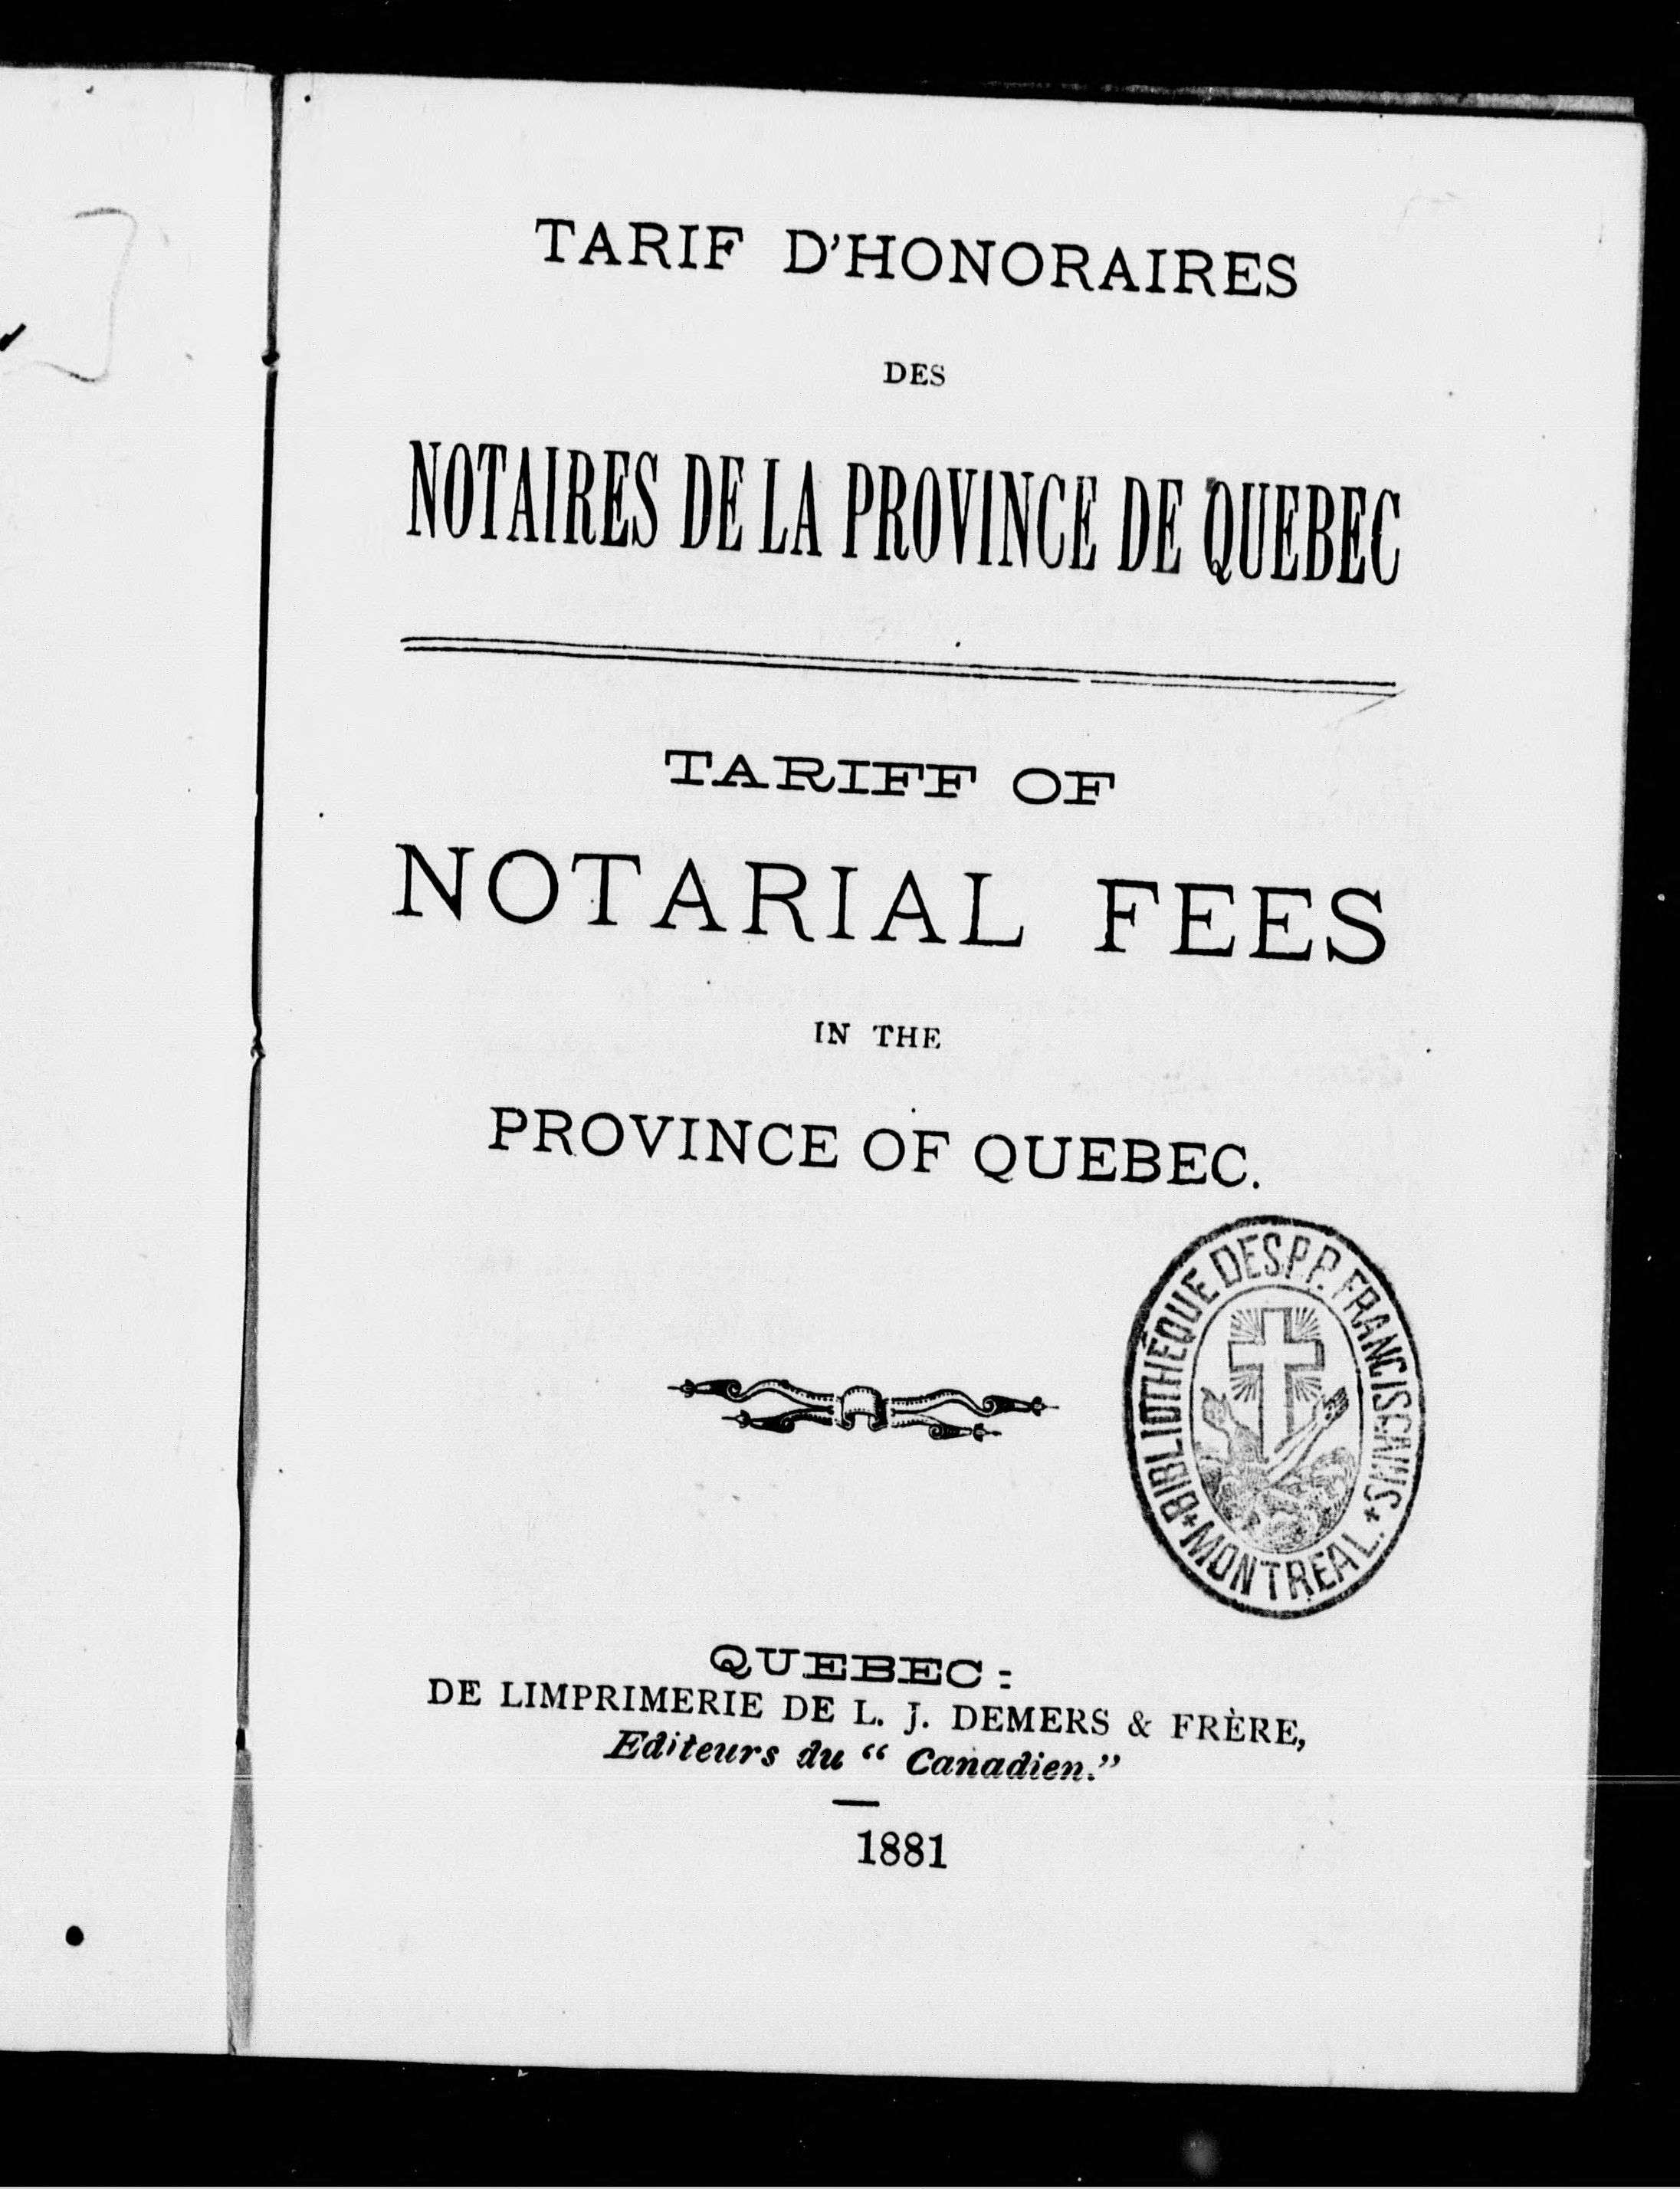 TARIF D'HONORAIRES
DES
NOTAIRES DE LA PROVINCE DE QUEBEC
TARIFF OF
NOTARIAL FEES
IN THE
PROVINCE OF QUEBEC.
BIBLIOTHÈQUE DES P.P. FRANCISCAINS
MONTREAL.
QUEBEC:
DE LIMPRIMERIE DE L. J. DEMERS & FRÈRE,
Editeurs du “ Canadien.”
1881